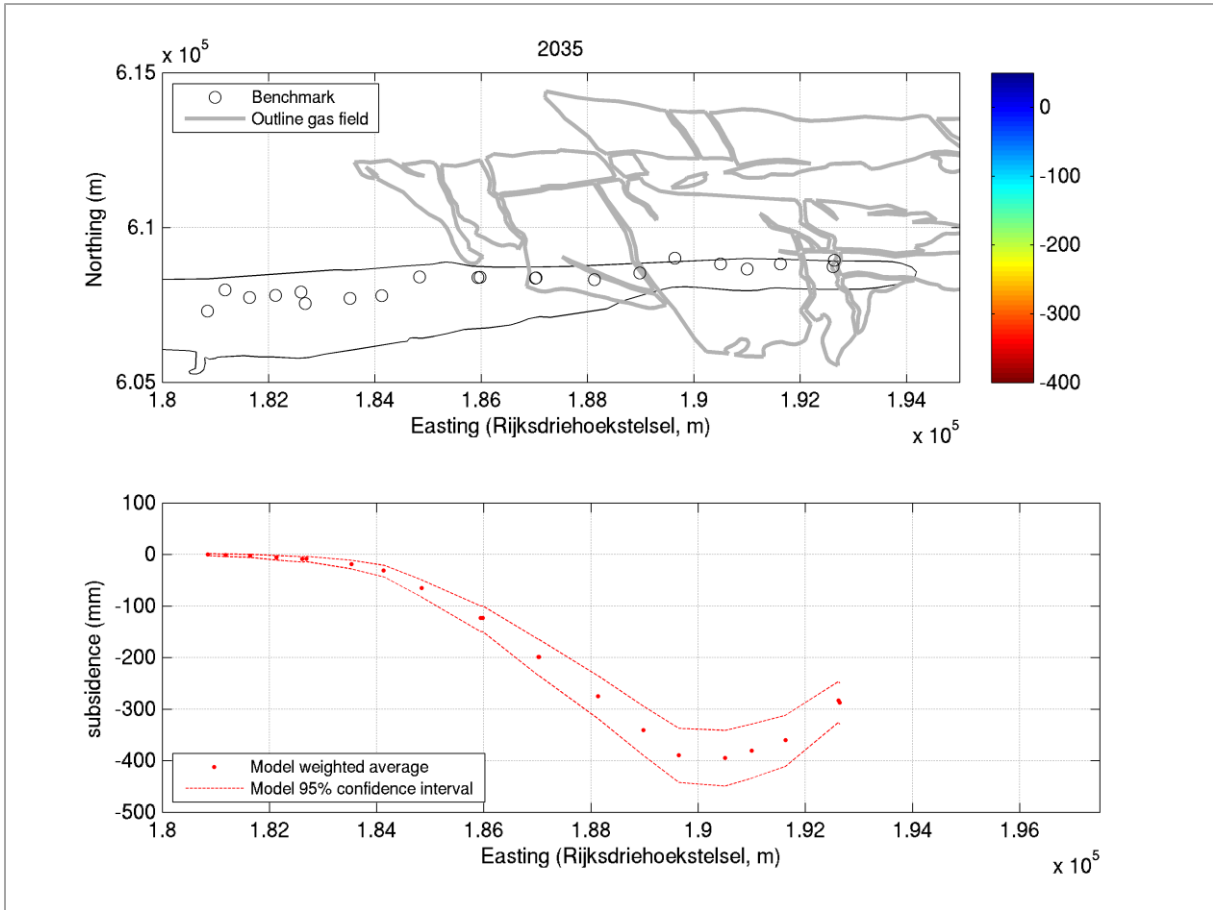 x 10^5
2035
6.15
6.1
6.05
Northing (m)
Benchmark
Outline gas field
1.8 1.82 1.84 1.86 1.88 1.9 1.92 1.94
Easting (Rijksdriehoekstelsel, m)
x 10^5
0
-100
-200
-300
-400
100
0
-100
-200
-300
-400
-500
subsidence (mm)
Model weighted average
Model 95% confidence interval
1.8 1.82 1.84 1.86 1.88 1.9 1.92 1.94 1.96
Easting (Rijksdriehoekstelsel, m)
x 10^5